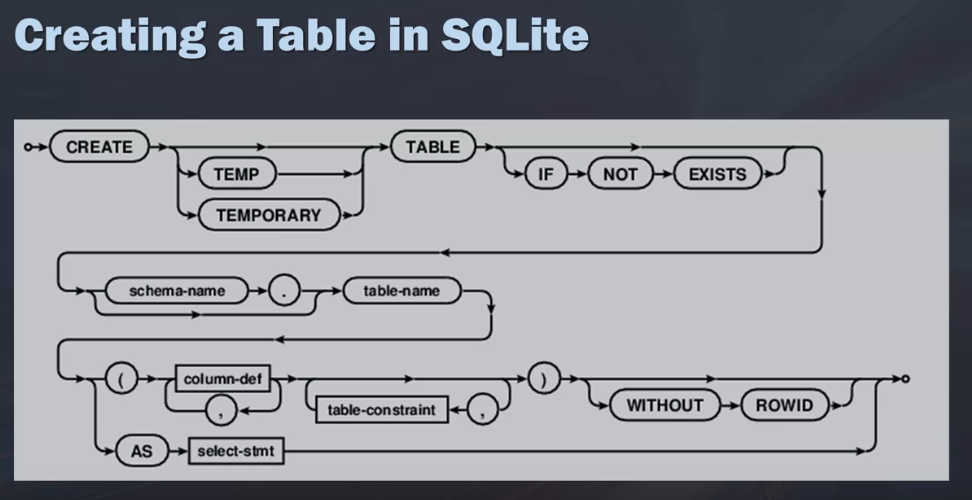 Creating a Table in SQLite
CREATE TABLE
TEMP IF NOT EXISTS
TEMPORARY
schema-name . table-name
( column-def )
, table-constraint , WITHOUT ROWID
AS select-stmt